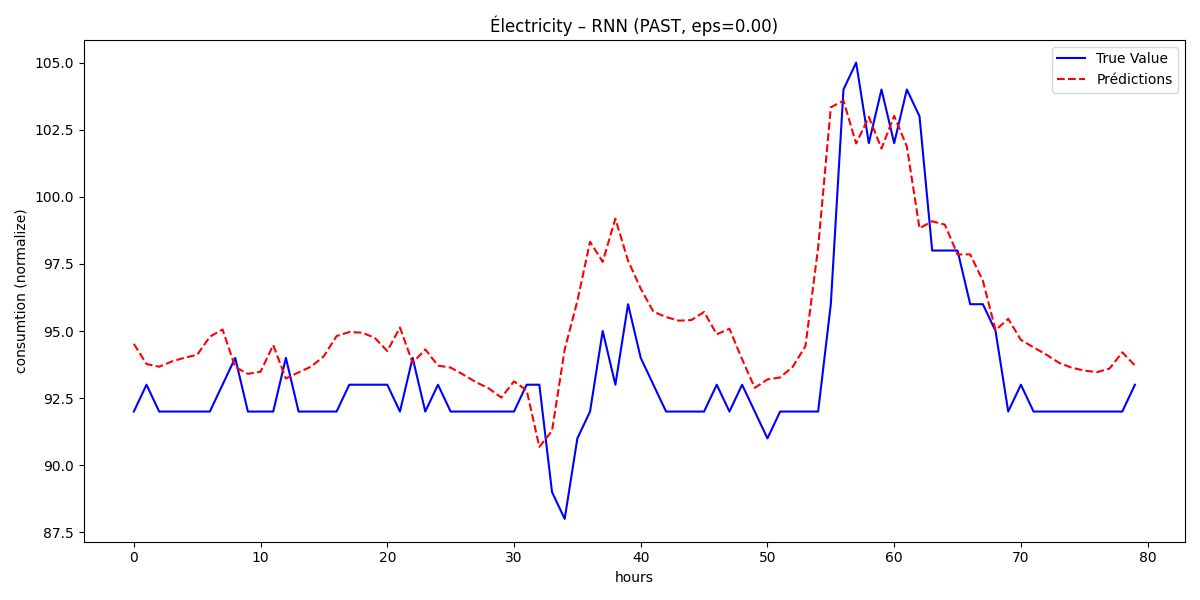 Électricity – RNN (PAST, eps=0.00)
True Value
Prédictions
consumtion (normalize)
105.0
102.5
100.0
97.5
95.0
92.5
90.0
87.5
0 10 20 30 40 50 60 70 80
hours